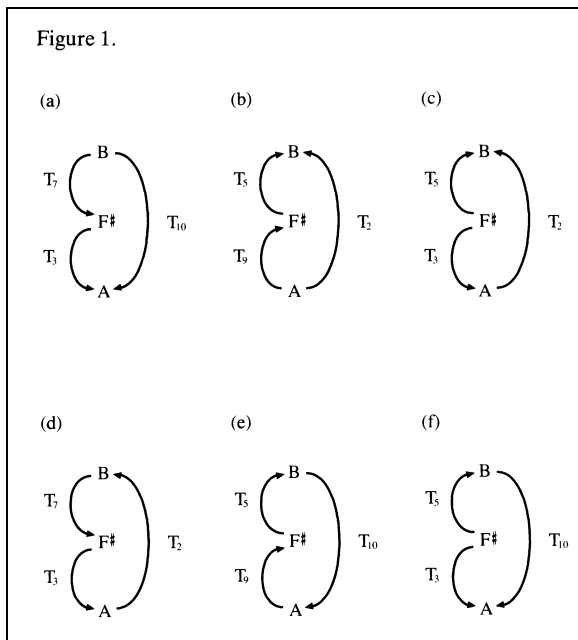 Figure 1.
(a) (b) (c)
B B B
T₇ T₅ T₅
F♯ F♯ F♯
T₁₀ T₂ T₂
T₃ T₉ T₃
A A A
(d) (e) (f)
B B B
T₇ T₅ T₅
F♯ F♯ F♯
T₂ T₁₀ T₁₀
T₃ T₉ T₃
A A A